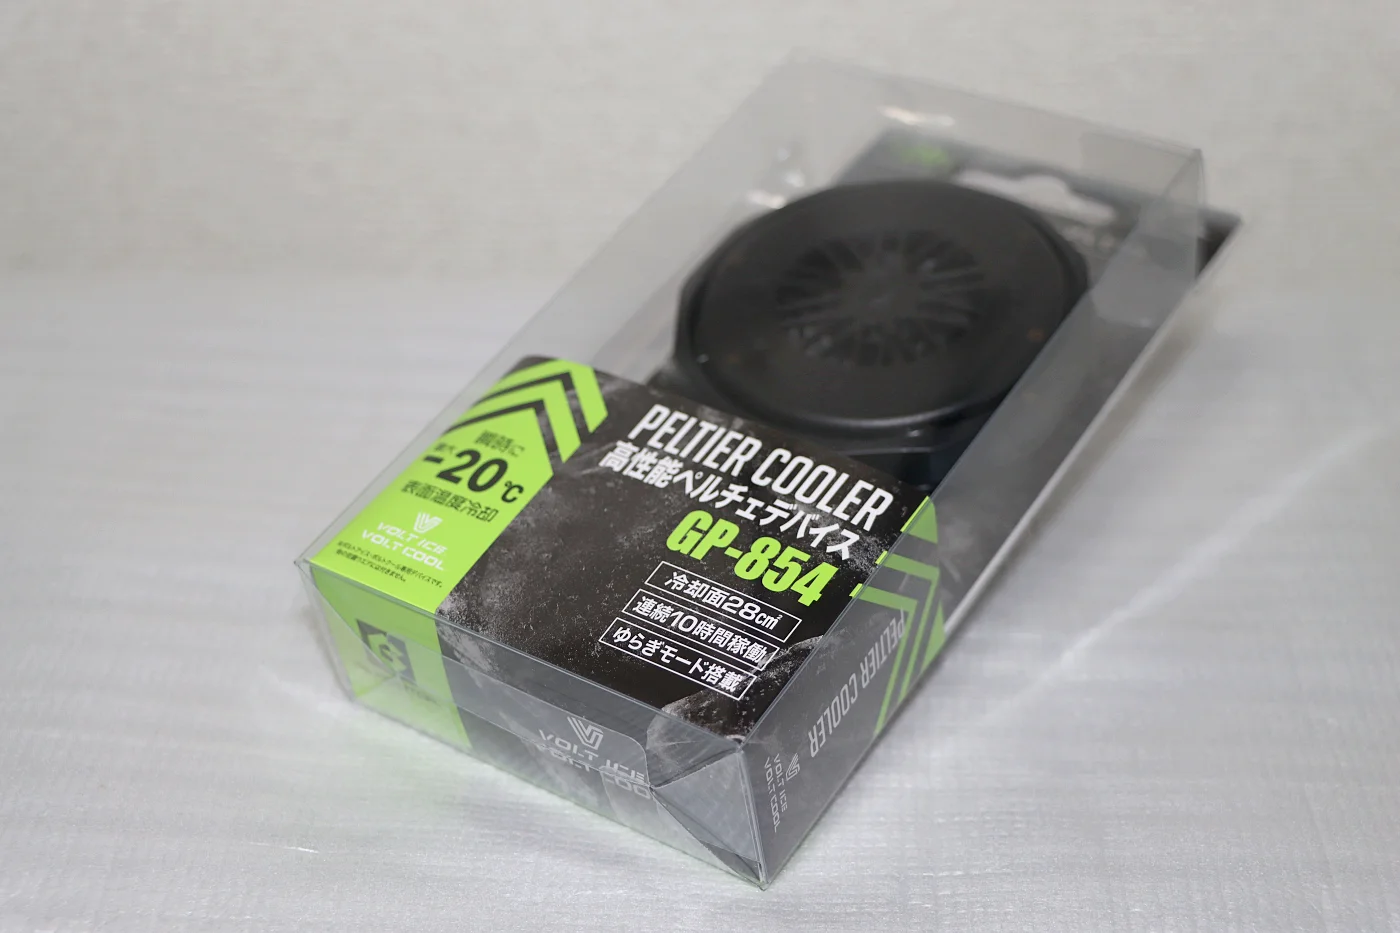 瞬時に
最大
-20℃
表面温度冷却
VOLT ICE
VOLT COOL
PELTIER COOLER
高性能ペルチェデバイス
GP-854
冷却面28c㎡
連続10時間稼働
ゆらぎモード搭載
PELTIER COOLER
VOLT ICE
VOLT COOL
VOLT ICE
VOLT COOL